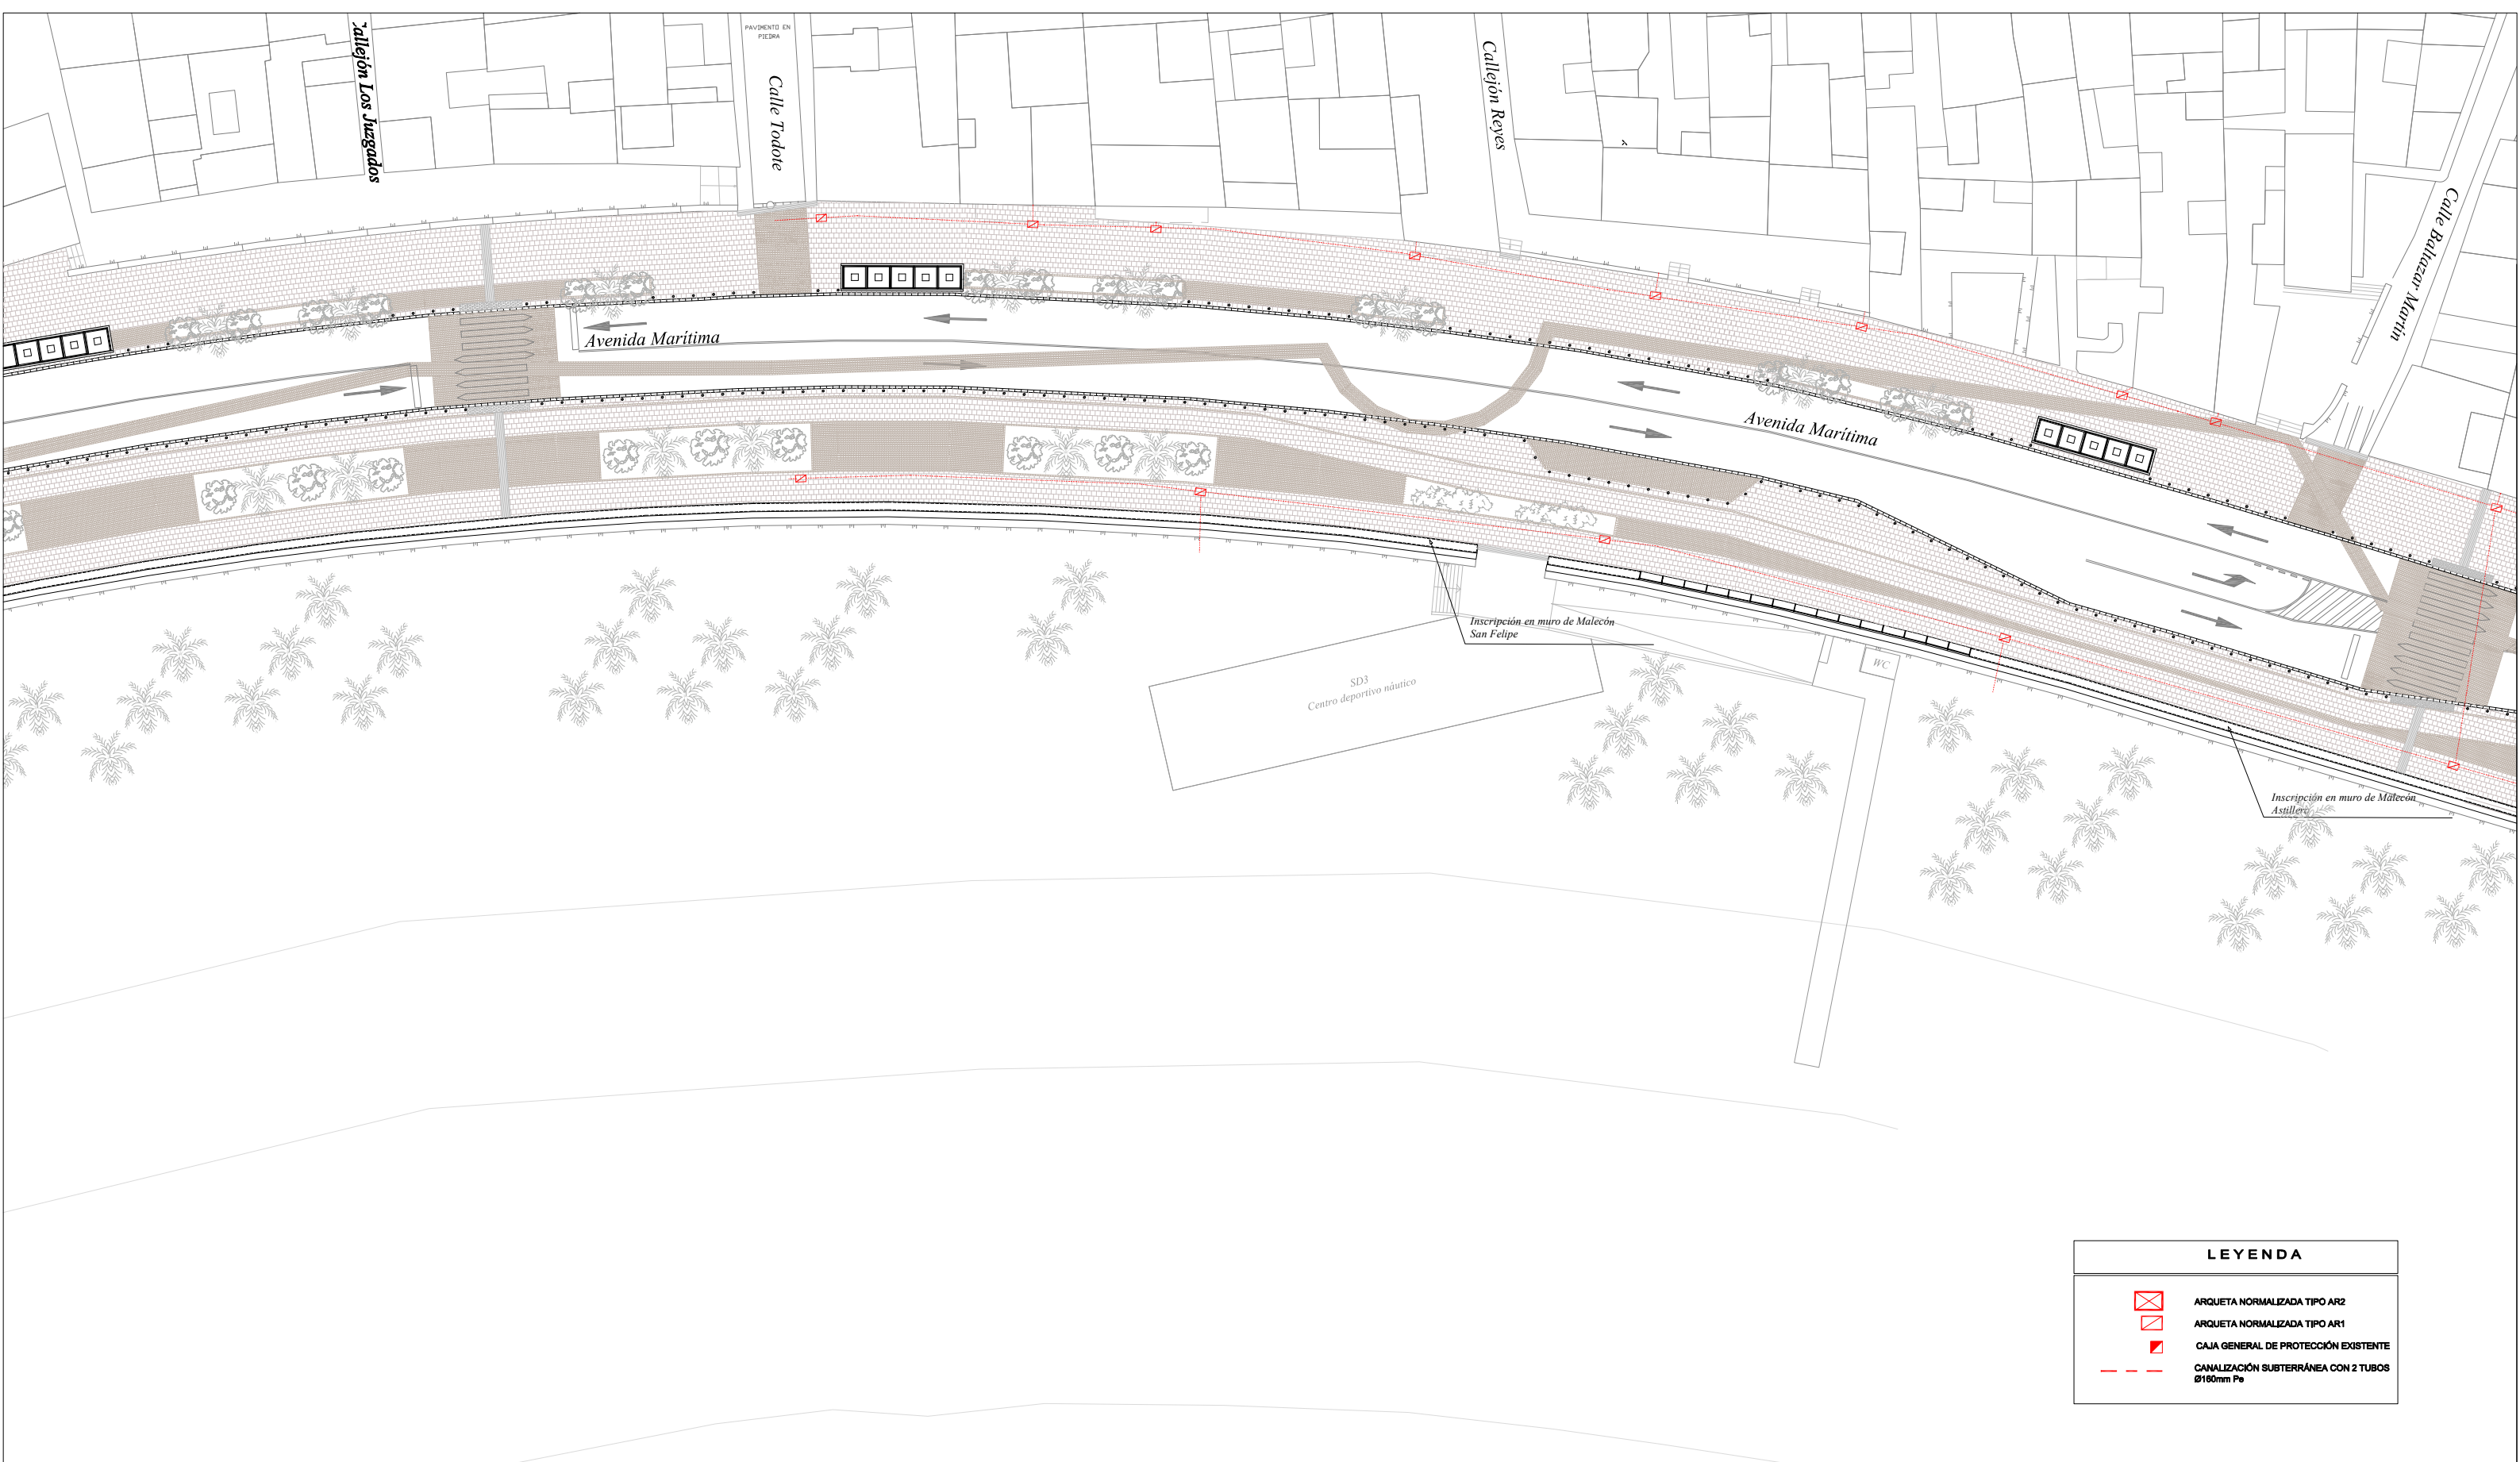 Callejón Los Juzgados
PAVIMENTO EN
PIEDRA
Calle Todote
Callejón Reyes
Calle Baltazar Martín
Avenida Marítima
Avenida Marítima
Inscripción en muro de Malecón
San Felipe
SD3
Centro deportivo náutico
WC
Inscripción en muro de Malecón
Astillero
LEYENDA
ARQUETA NORMALIZADA TIPO AR2
ARQUETA NORMALIZADA TIPO AR1
CAJA GENERAL DE PROTECCIÓN EXISTENTE
CANALIZACIÓN SUBTERRÁNEA CON 2 TUBOS
Ø160mm Pe